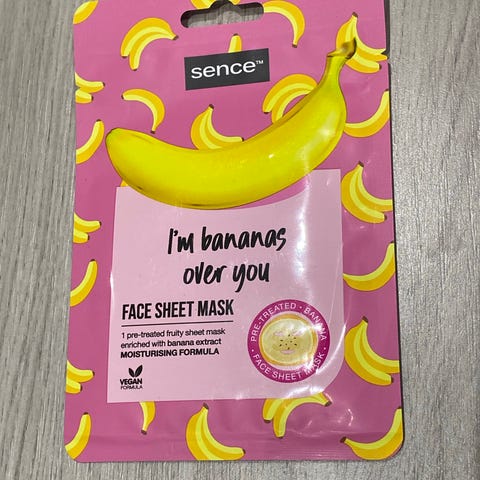 sence™
I'm bananas
over you
FACE SHEET MASK
1 pre-treated fruity sheet mask
enriched with banana extract
MOISTURISING FORMULA
VEGAN
FORMULA
PRE-TREATED · BANANA
· FACE SHEET MASK ·